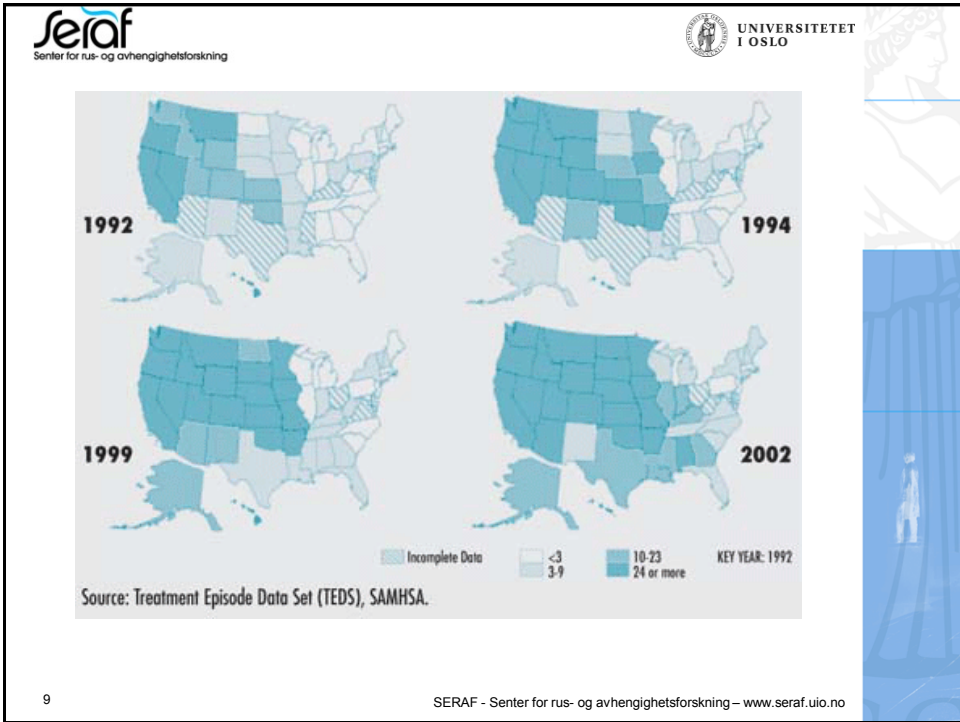 Seraf
Senter for rus- og avhengighetsforskning
UNIVERSITETET
I OSLO
1992
1994
1999
2002
Incomplete Data
<3
3-9
10-23
24 or more
KEY YEAR: 1992
Source: Treatment Episode Data Set (TEDS), SAMHSA.
9
SERAF - Senter for rus- og avhengighetsforskning – www.seraf.uio.no